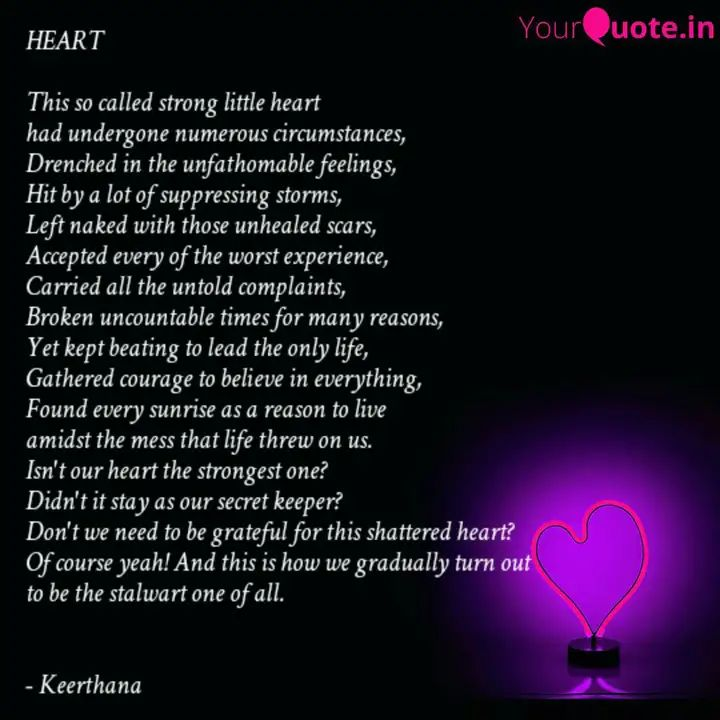 YourQuote.in
HEART
This so called strong little heart
had undergone numerous circumstances,
Drenched in the unfathomable feelings,
Hit by a lot of suppressing storms,
Left naked with those unhealed scars,
Accepted every of the worst experience,
Carried all the untold complaints,
Broken uncountable times for many reasons,
Yet kept beating to lead the only life,
Gathered courage to believe in everything,
Found every sunrise as a reason to live
amidst the mess that life threw on us.
Isn't our heart the strongest one?
Didn't it stay as our secret keeper?
Don't we need to be grateful for this shattered heart?
Of course yeah! And this is how we gradually turn out
to be the stalwart one of all.
- Keerthana